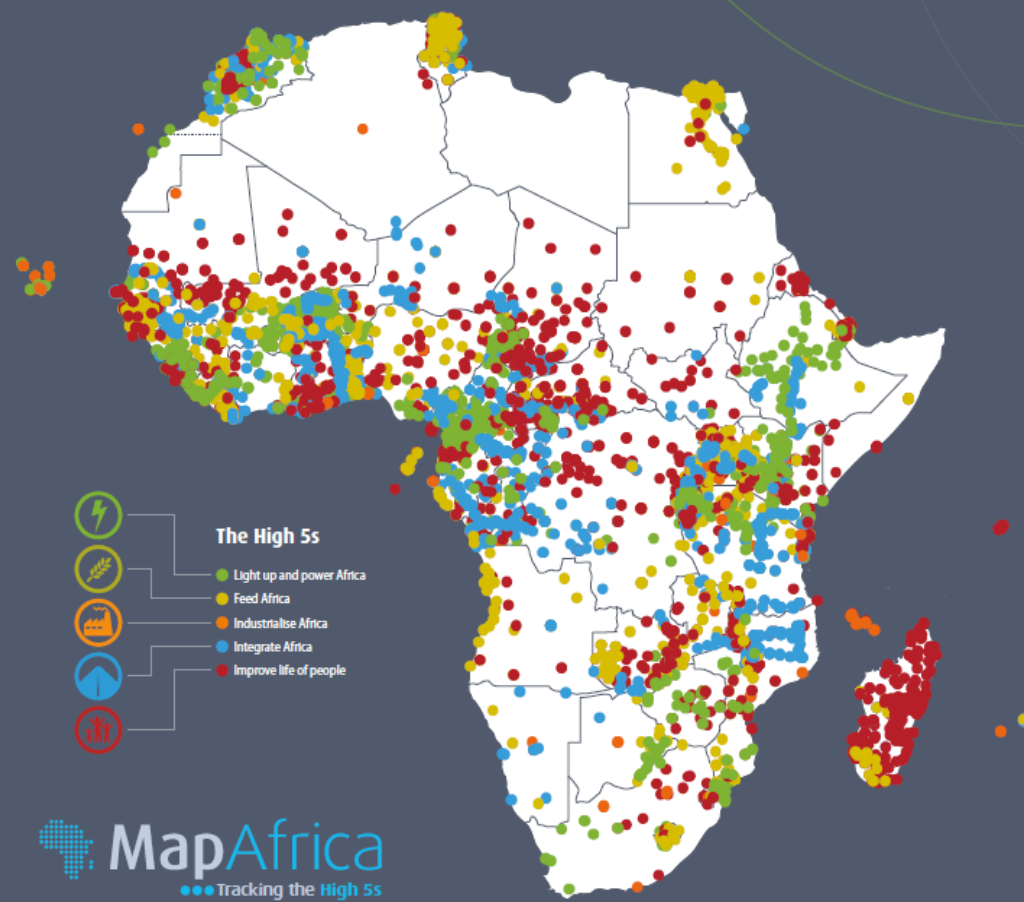 The High 5s
Light up and power Africa
Feed Africa
Industrialise Africa
Integrate Africa
Improve life of people
MapAfrica
Tracking the High 5s